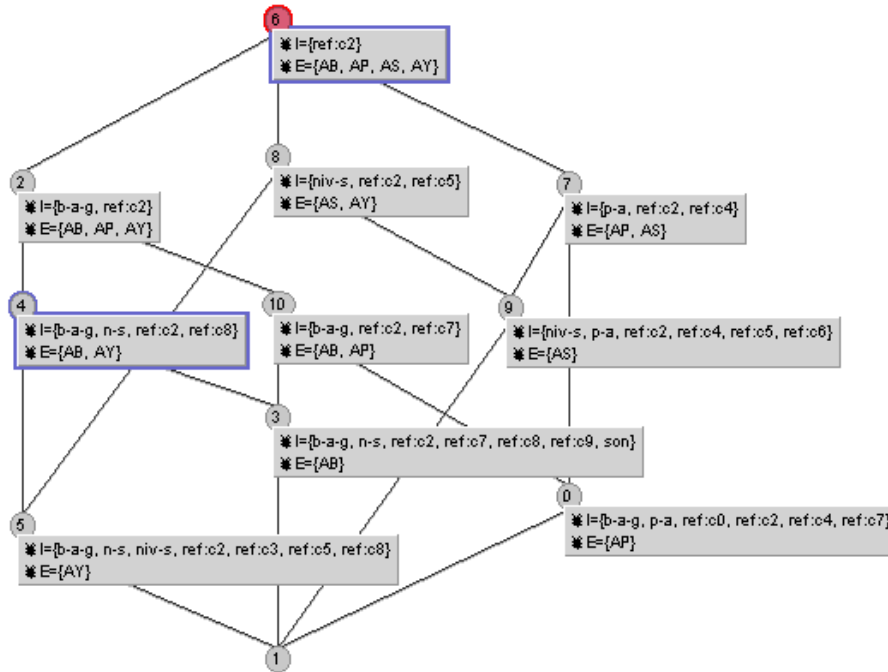 6
I={ref:c2}
E={AB, AP, AS, AY}
8
I={niv-s, ref:c2, ref:c5}
E={AS, AY}
2
I={b-a-g, ref:c2}
E={AB, AP, AY}
7
I={p-a, ref:c2, ref:c4}
E={AP, AS}
4
I={b-a-g, n-s, ref:c2, ref:c8}
E={AB, AY}
10
I={b-a-g, ref:c2, ref:c7}
E={AB, AP}
9
I={niv-s, p-a, ref:c2, ref:c4, ref:c5, ref:c6}
E={AS}
3
I={b-a-g, n-s, ref:c2, ref:c7, ref:c8, ref:c9, son}
E={AB}
0
I={b-a-g, p-a, ref:c0, ref:c2, ref:c4, ref:c7}
E={AP}
5
I={b-a-g, n-s, niv-s, ref:c2, ref:c3, ref:c5, ref:c8}
E={AY}
1